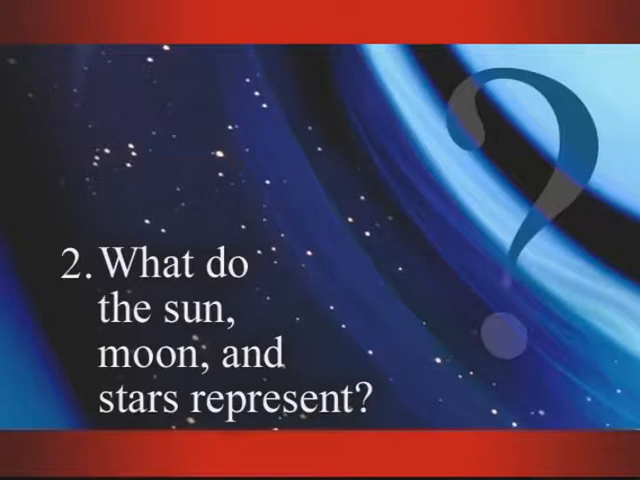 2. What do
the sun,
moon, and
stars represent?